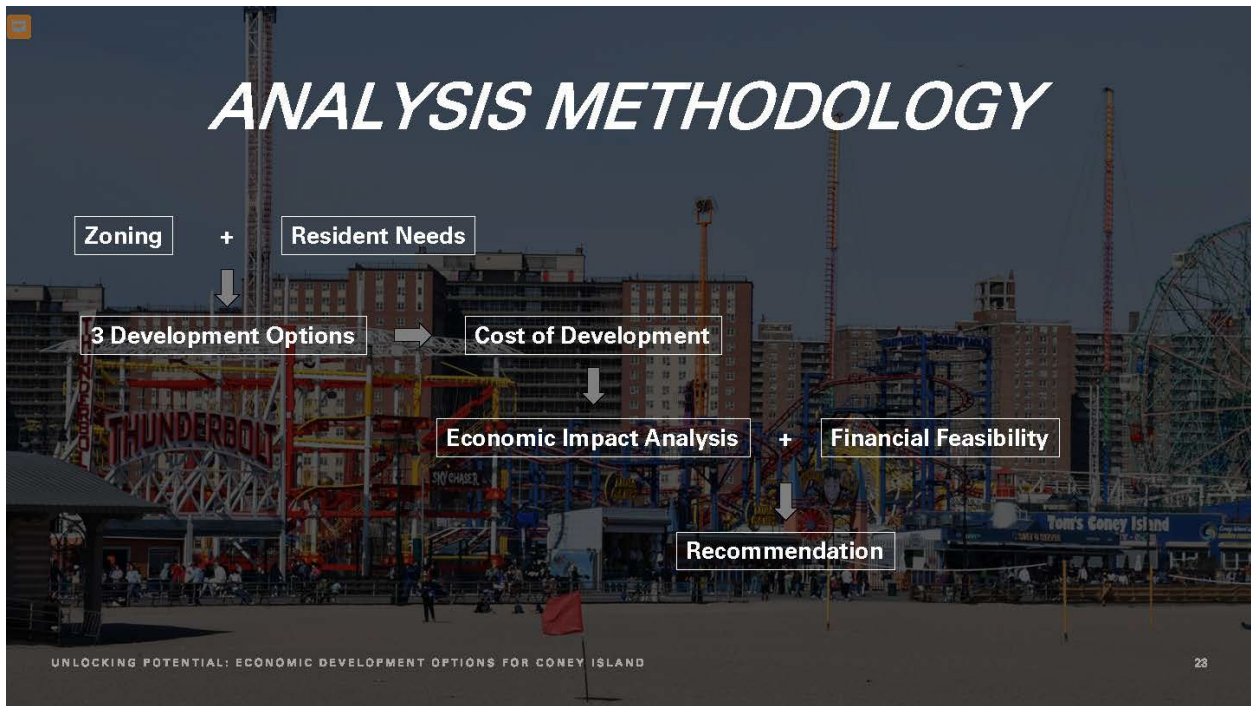 ANALYSIS METHODOLOGY
Zoning + Resident Needs
3 Development Options Cost of Development
Economic Impact Analysis + Financial Feasibility
Recommendation
THUNDERBOLT
THUNDERBOLT
SKY CHASER
Tom's Coney Island
UNLOCKING POTENTIAL: ECONOMIC DEVELOPMENT OPTIONS FOR CONEY ISLAND
23